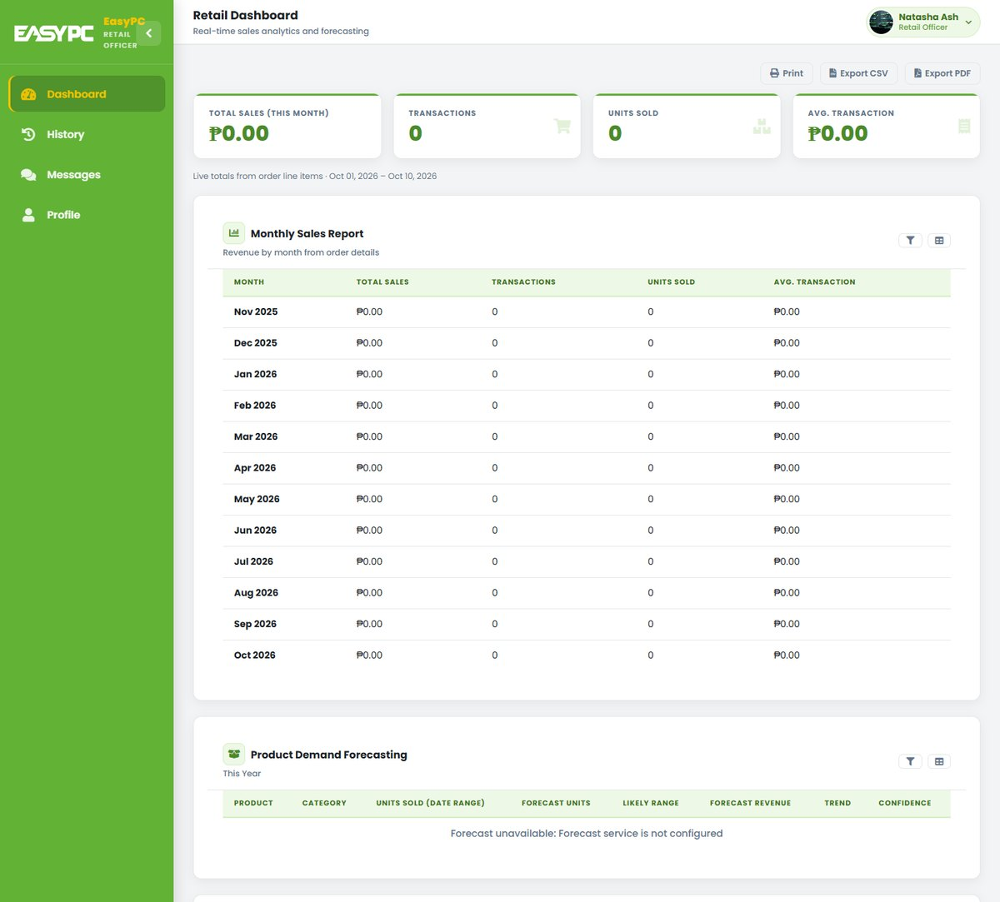 EASYPC
EasyPC
RETAIL
OFFICER
Dashboard
History
Messages
Profile
Retail Dashboard
Real-time sales analytics and forecasting
Natasha Ash
Retail Officer
Print
Export CSV
Export PDF
TOTAL SALES (THIS MONTH)
₱0.00
TRANSACTIONS
0
UNITS SOLD
0
AVG. TRANSACTION
₱0.00
Live totals from order line items · Oct 01, 2026 – Oct 10, 2026
Monthly Sales Report
Revenue by month from order details
MONTH TOTAL SALES TRANSACTIONS UNITS SOLD AVG. TRANSACTION
Nov 2025 ₱0.00 0 0 ₱0.00
Dec 2025 ₱0.00 0 0 ₱0.00
Jan 2026 ₱0.00 0 0 ₱0.00
Feb 2026 ₱0.00 0 0 ₱0.00
Mar 2026 ₱0.00 0 0 ₱0.00
Apr 2026 ₱0.00 0 0 ₱0.00
May 2026 ₱0.00 0 0 ₱0.00
Jun 2026 ₱0.00 0 0 ₱0.00
Jul 2026 ₱0.00 0 0 ₱0.00
Aug 2026 ₱0.00 0 0 ₱0.00
Sep 2026 ₱0.00 0 0 ₱0.00
Oct 2026 ₱0.00 0 0 ₱0.00
Product Demand Forecasting
This Year
PRODUCT CATEGORY UNITS SOLD (DATE RANGE) FORECAST UNITS LIKELY RANGE FORECAST REVENUE TREND CONFIDENCE
Forecast unavailable: Forecast service is not configured